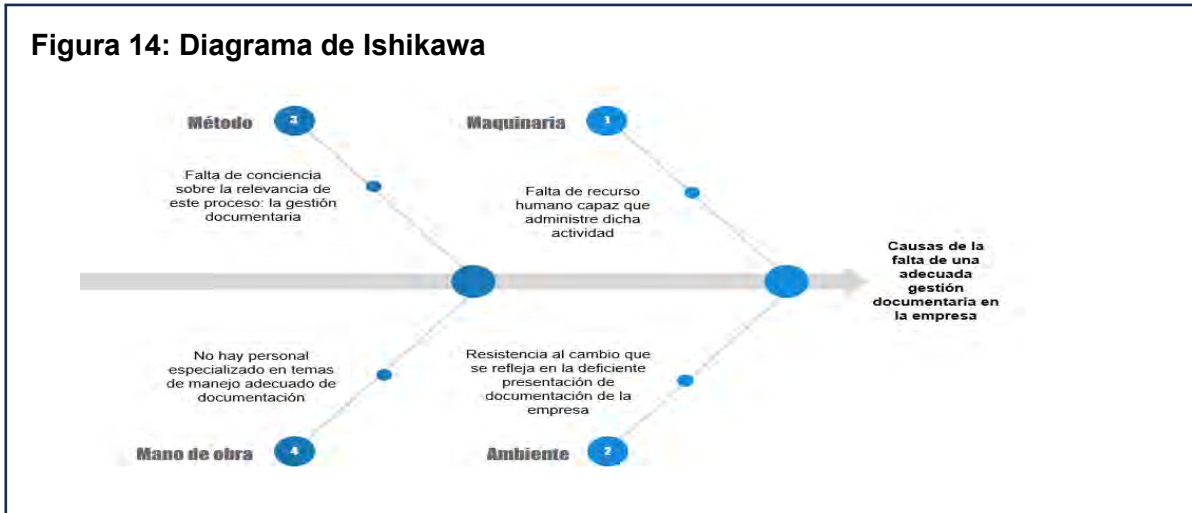 Figura 14: Diagrama de Ishikawa
Método
3
Maquinaria
1
Falta de conciencia
sobre la relevancia de
este proceso: la gestión
documentaria
Falta de recurso
humano capaz que
administre dicha
actividad
Causas de la
falta de una
adecuada
gestión
documentaria en
la empresa
No hay personal
especializado en temas
de manejo adecuado de
documentación
Resistencia al cambio que
se refleja en la deficiente
presentación de
documentación de la
empresa
Mano de obra
4
Ambiente
2